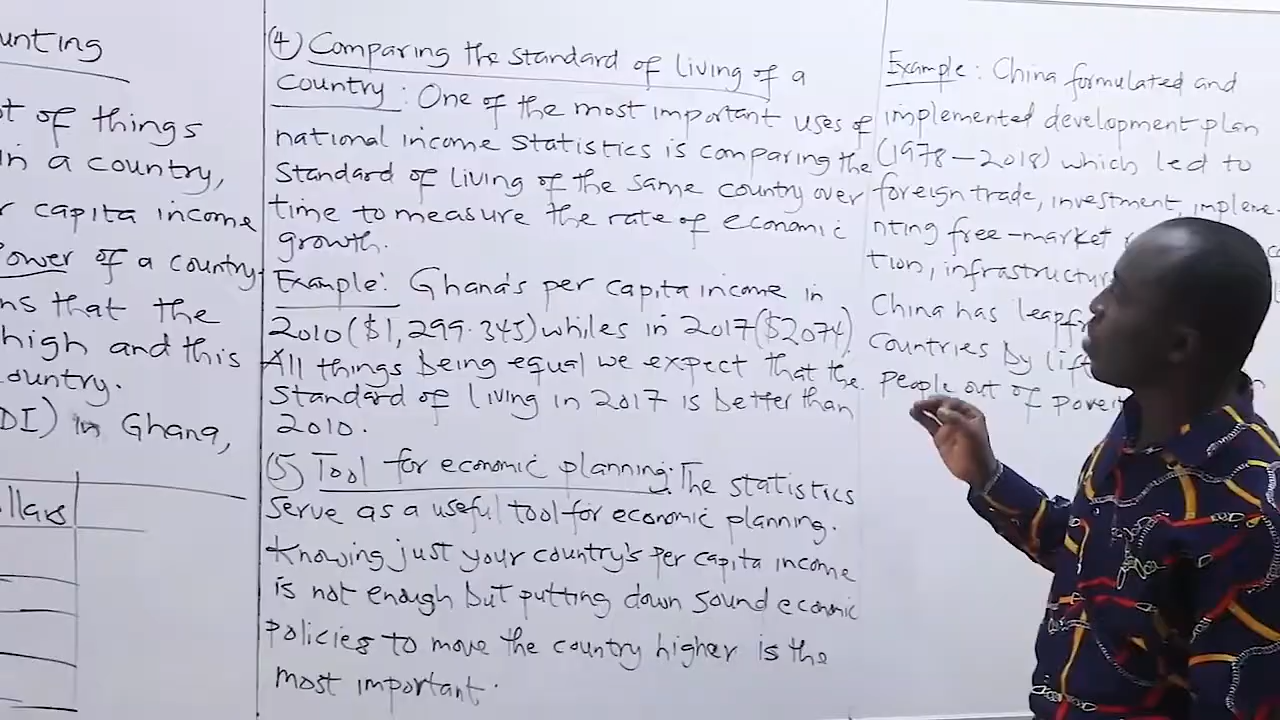 unting
t of things
in a country,
r capita income
Power of a country
ns that the
high and this
ountry.
DI) in Ghana,
llars
(4) Comparing the standard of living of a
country: One of the most important uses of
national income statistics is comparing the
standard of living of the same country over
time to measure the rate of economic
growth.
Example: Ghana's per capita income in
2010 ($1,299.345) whiles in 2017 ($2074).
All things being equal we expect that the
standard of living in 2017 is better than
2010.
(5) Tool for economic planning: The statistics
serve as a useful tool for economic planning.
Knowing just your country's per capita income
is not enough but putting down sound economic
policies to move the country higher is the
most important.
Example: China formulated and
implemented development plan
(1978-2018) which led to
foreign trade, investment, impleme
nting free-market
tion, infrastructur
China has leapf
countries by lift
people out of povert